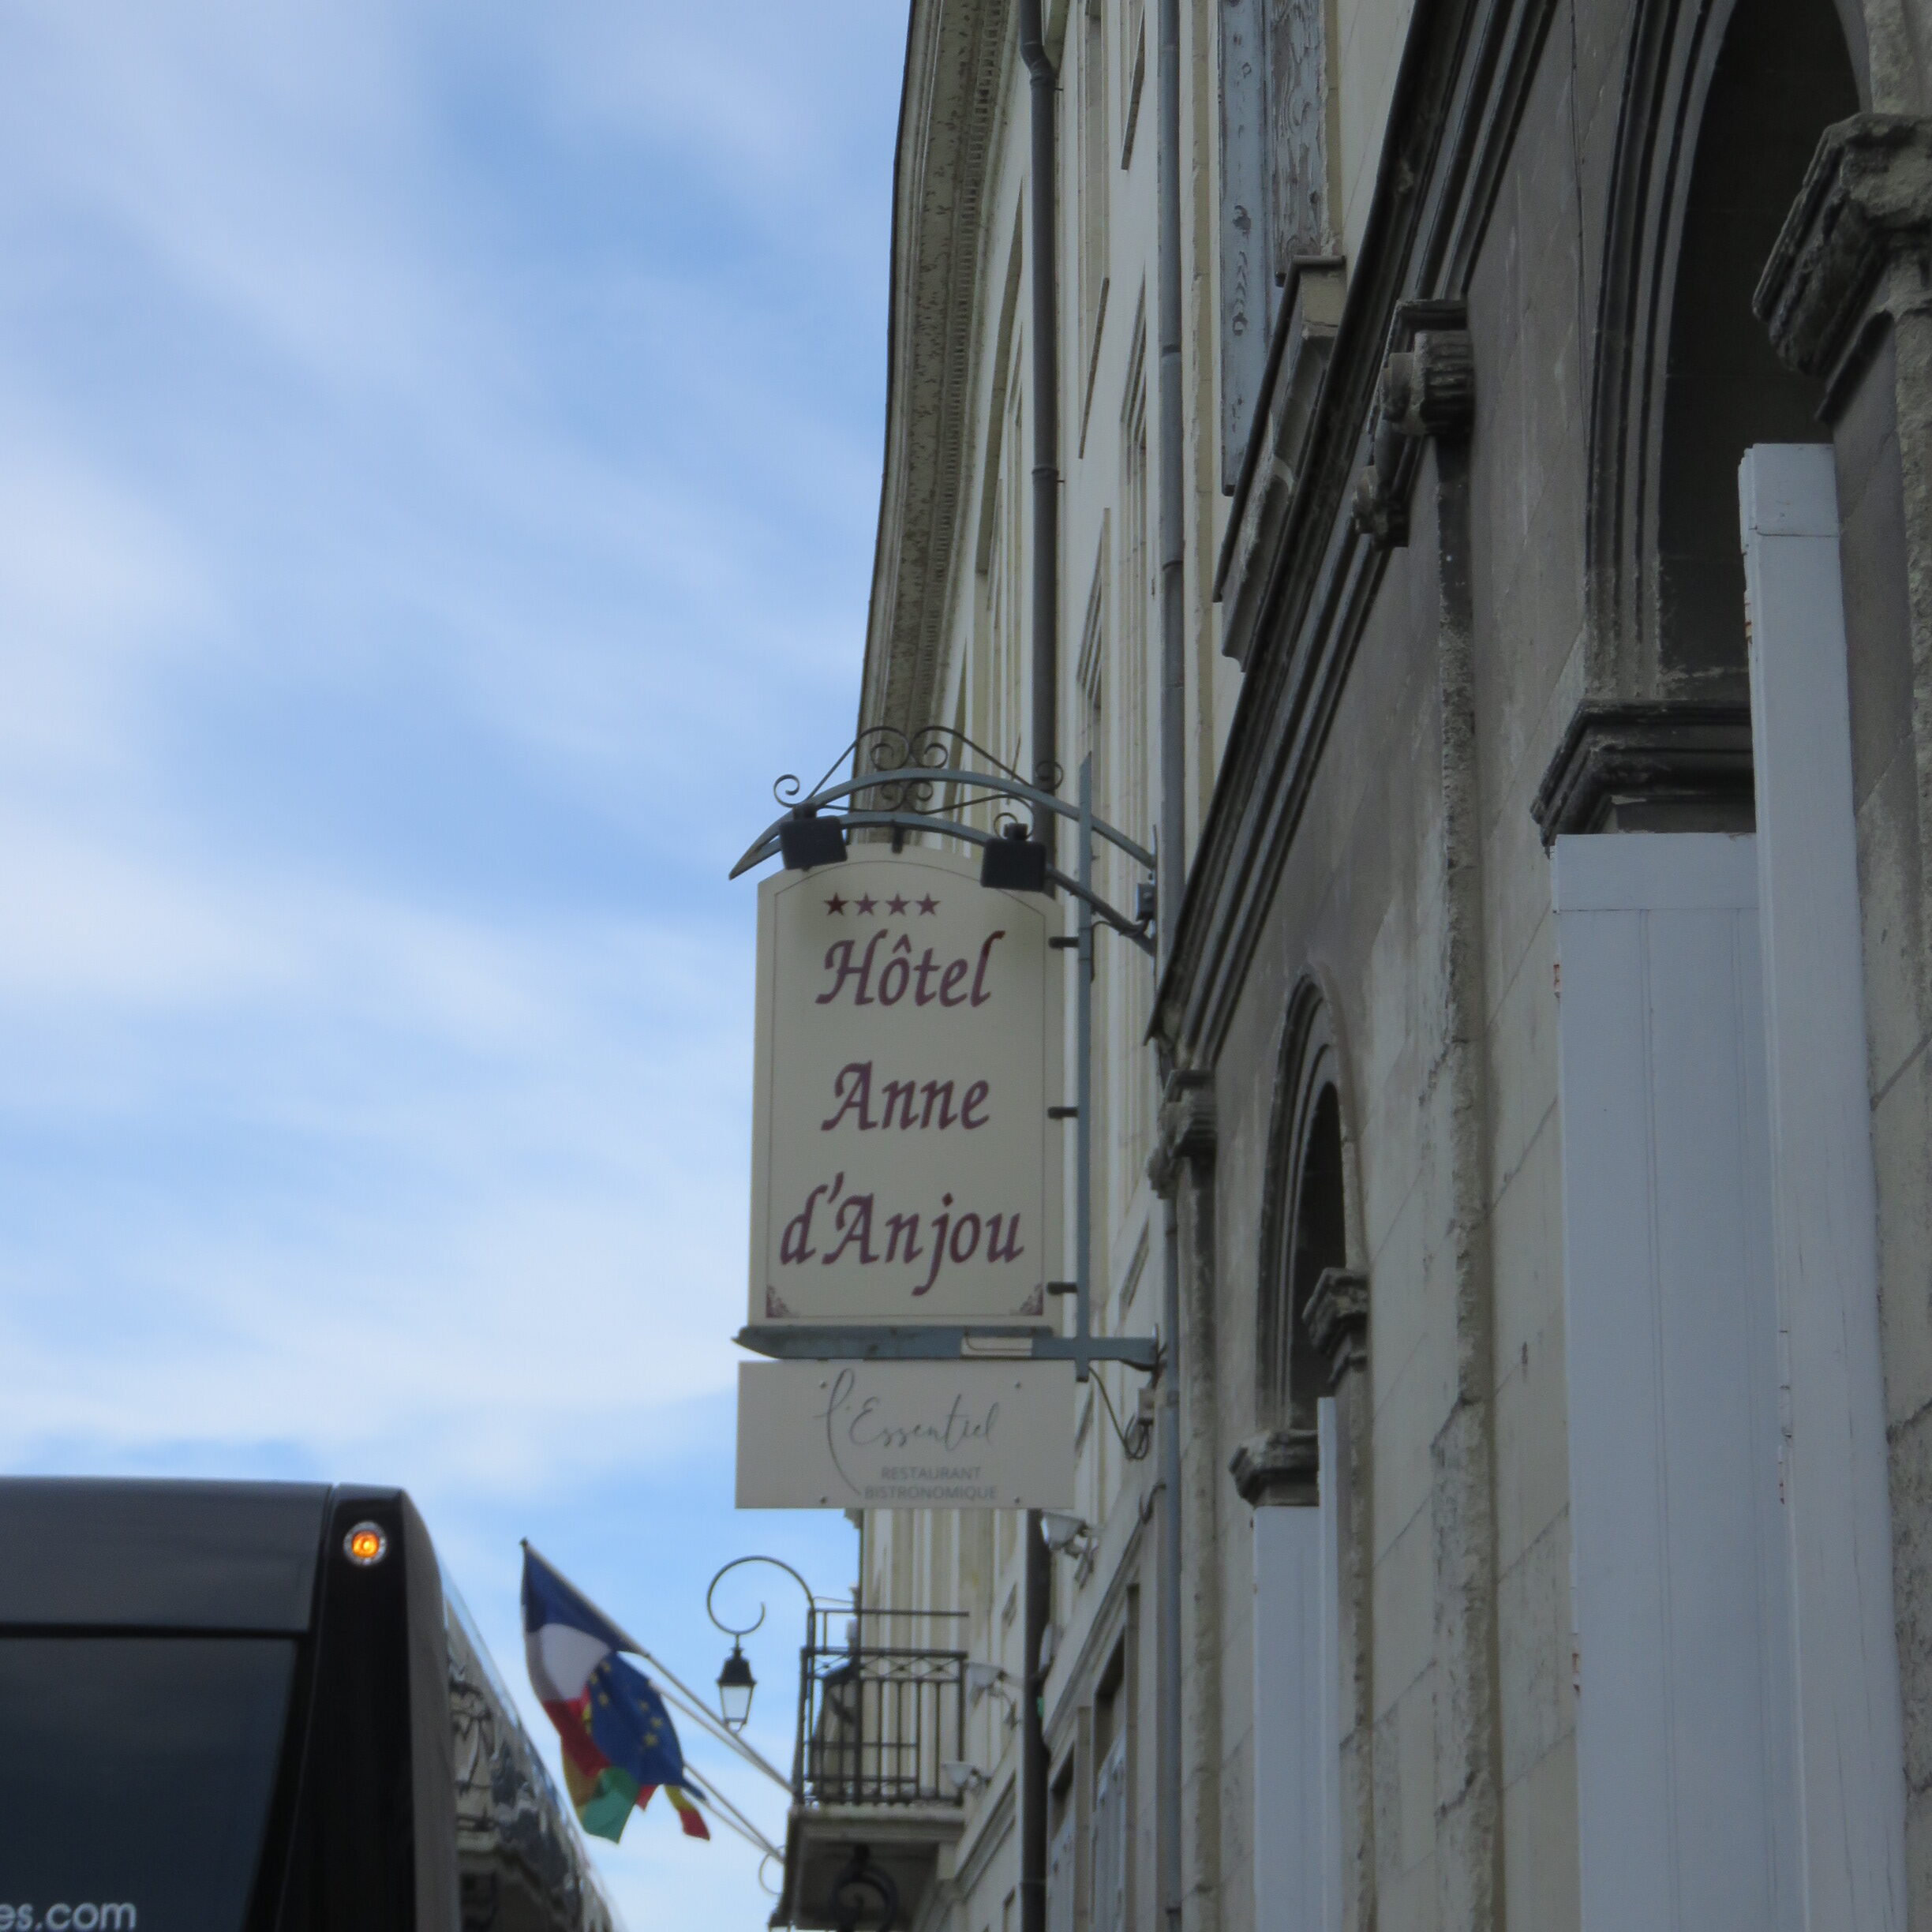 ★★★★
Hôtel
Anne
d'Anjou
l'Essentiel
RESTAURANT
BISTRONOMIQUE
es.com